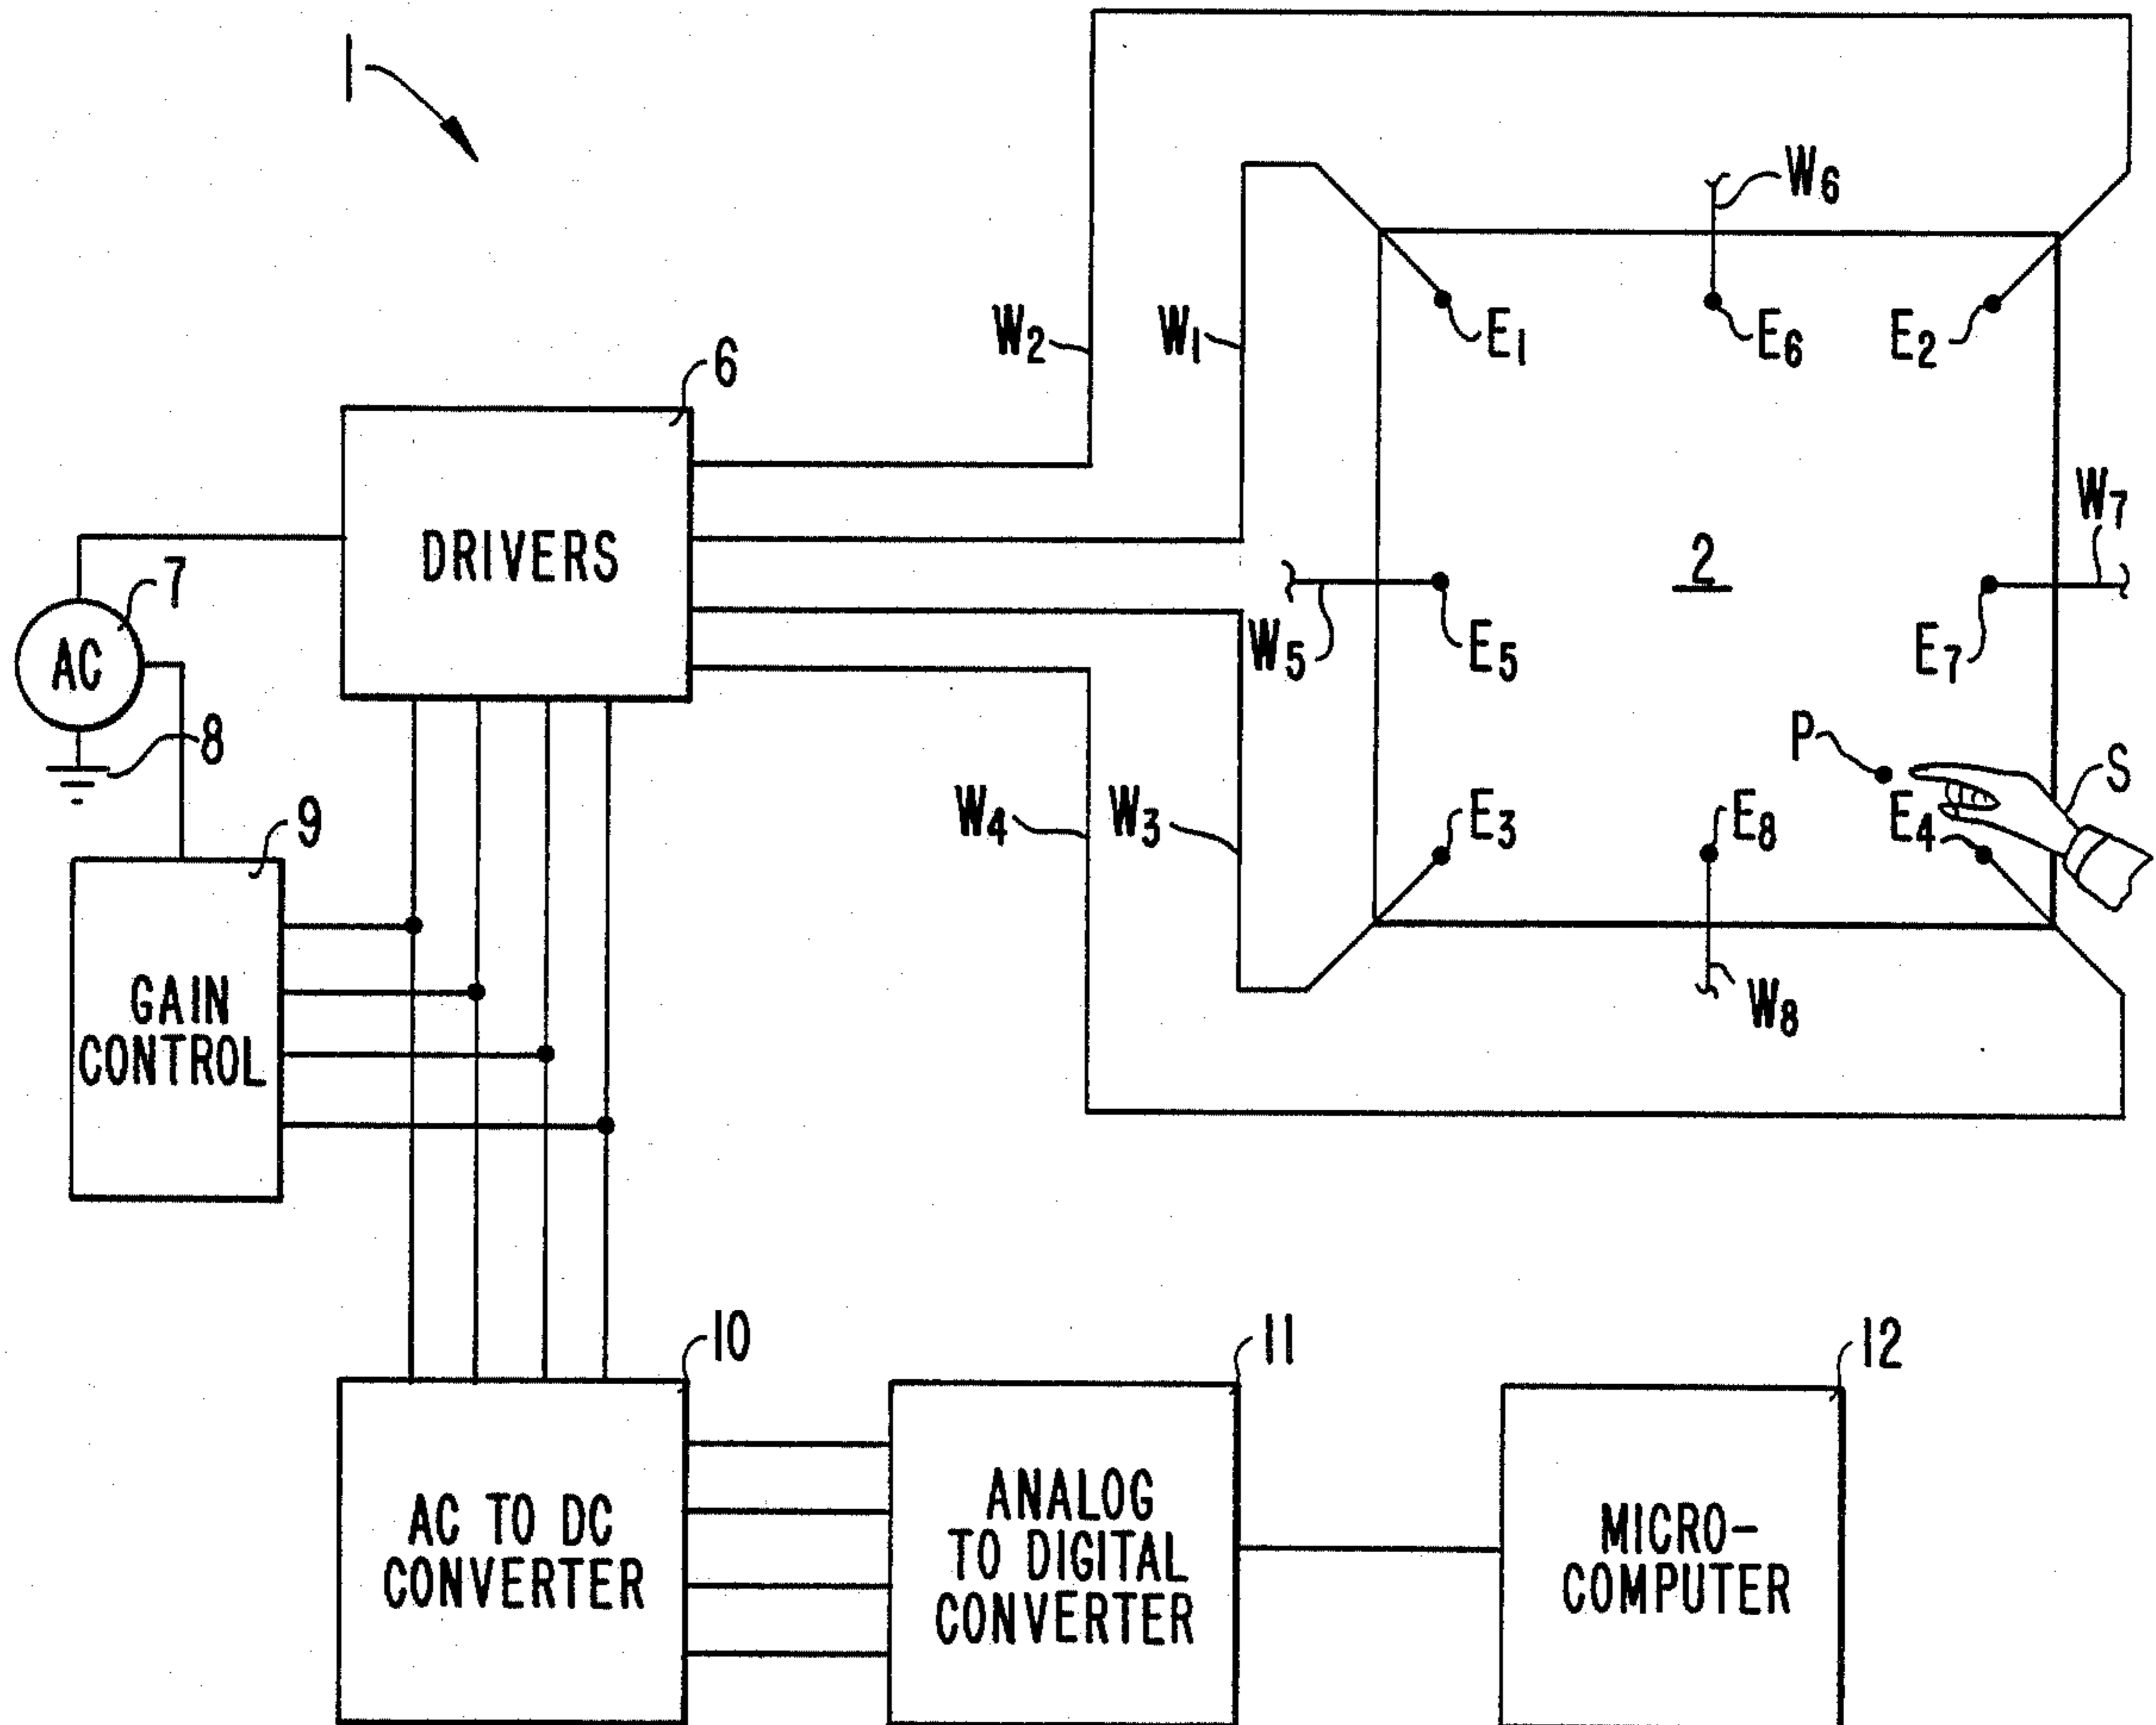 1
W6
E1
E6
E2
W2
W1
6
W7
DRIVERS
7
2
AC
W5
E5
E7
8
P
S
W4
W3
E3
E8
E4
9
GAIN
CONTROL
W8
10
11
12
AC TO DC
CONVERTER
ANALOG
TO DIGITAL
CONVERTER
MICRO-
COMPUTER